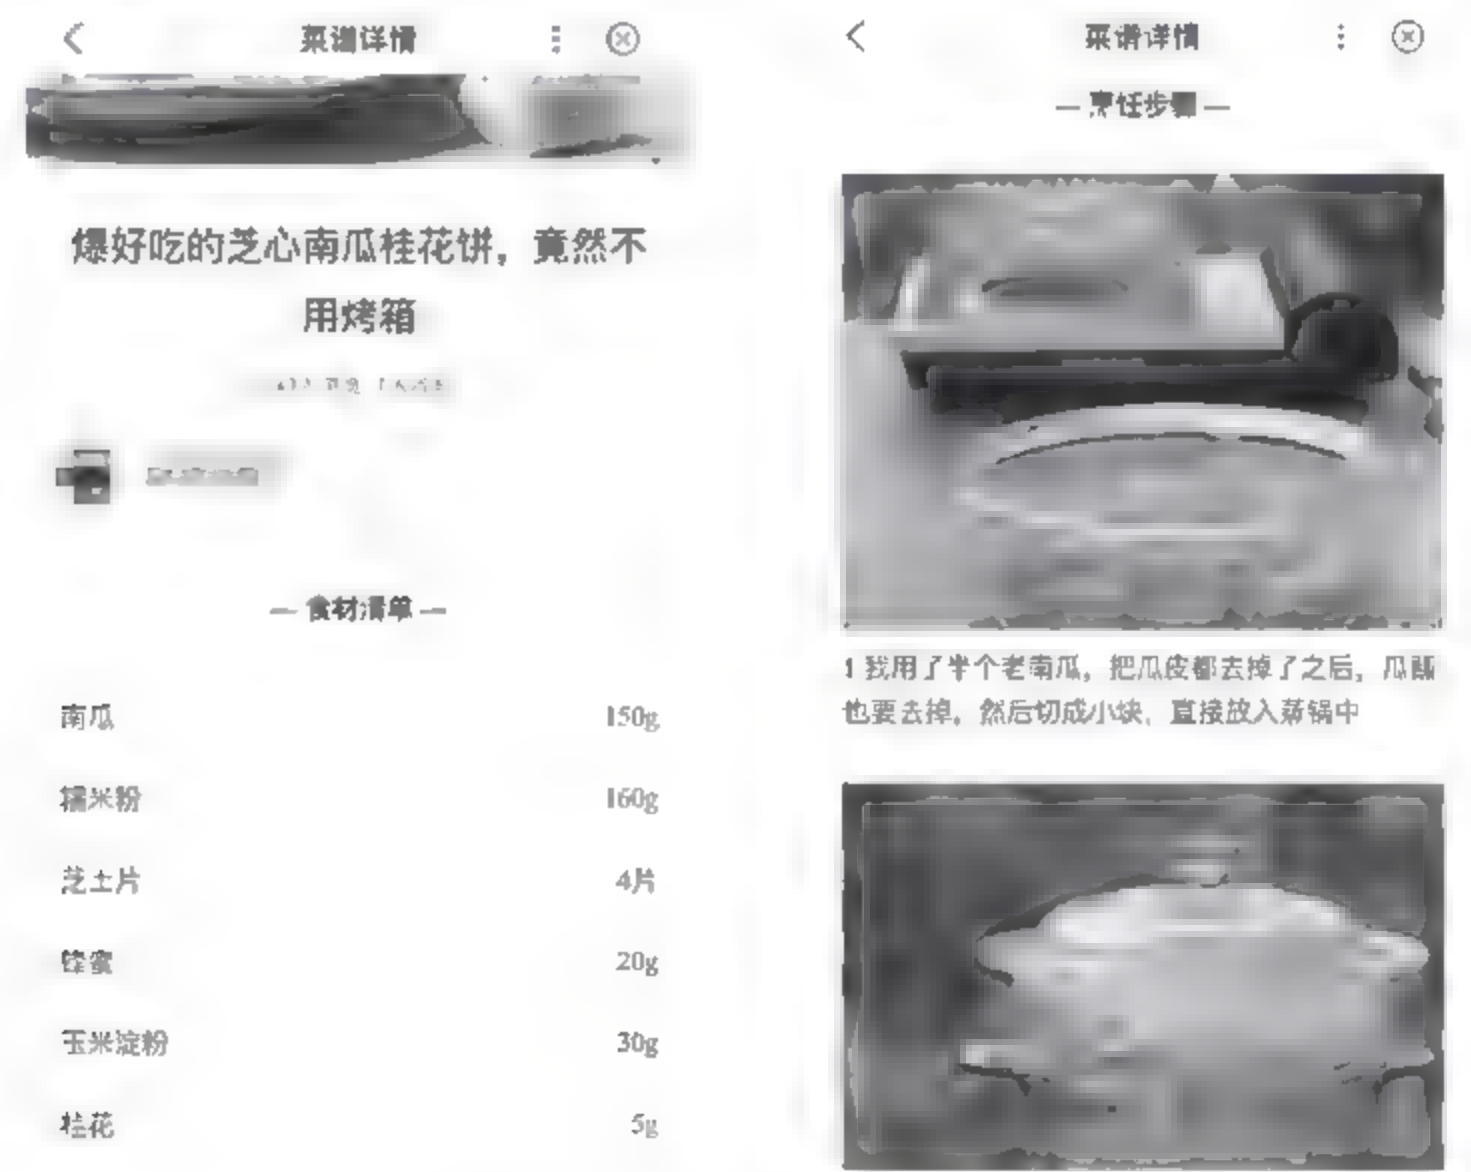 菜谱详情
爆好吃的芝心南瓜桂花饼，竟然不
用烤箱
— 食材清单 —
南瓜 150g
糯米粉 160g
芝士片 4片
蜂蜜 20g
玉米淀粉 30g
桂花 5g
菜谱详情
— 烹饪步骤 —
1 我用了半个老南瓜，把瓜皮都去掉了之后，瓜瓤
也要去掉，然后切成小块，直接放入蒸锅中